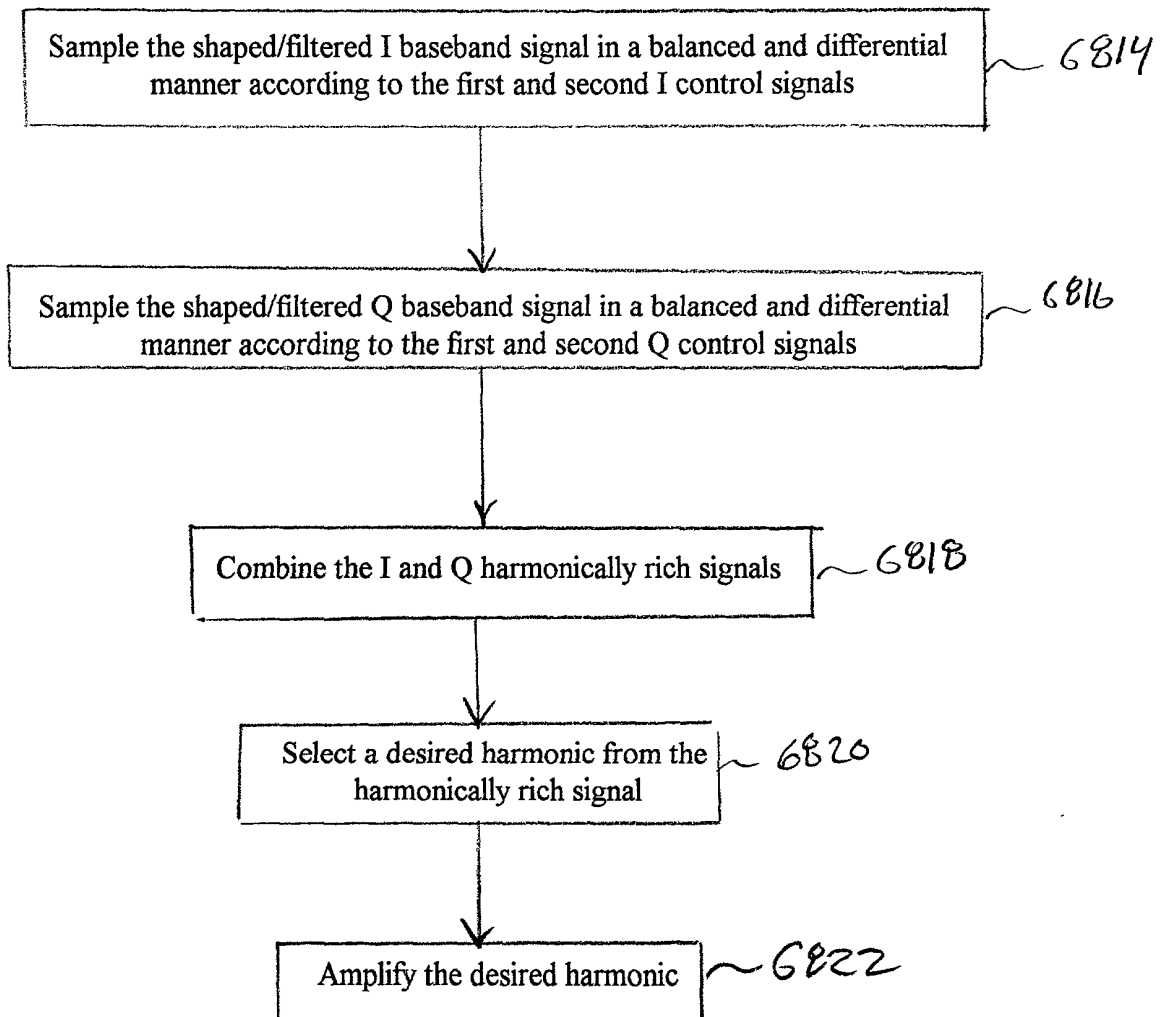 Sample the shaped/filtered I baseband signal in a balanced and differential
manner according to the first and second I control signals
6814
Sample the shaped/filtered Q baseband signal in a balanced and differential
manner according to the first and second Q control signals
6816
Combine the I and Q harmonically rich signals
6818
Select a desired harmonic from the
harmonically rich signal
6820
Amplify the desired harmonic
6822